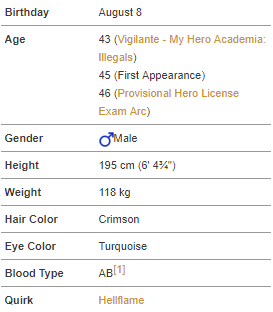 Birthday August 8
Age 43 (Vigilante - My Hero Academia:
Illegals)
45 (First Appearance)
46 (Provisional Hero License
Exam Arc)
Gender ♂Male
Height 195 cm (6' 4¾")
Weight 118 kg
Hair Color Crimson
Eye Color Turquoise
Blood Type AB[1]
Quirk Hellflame